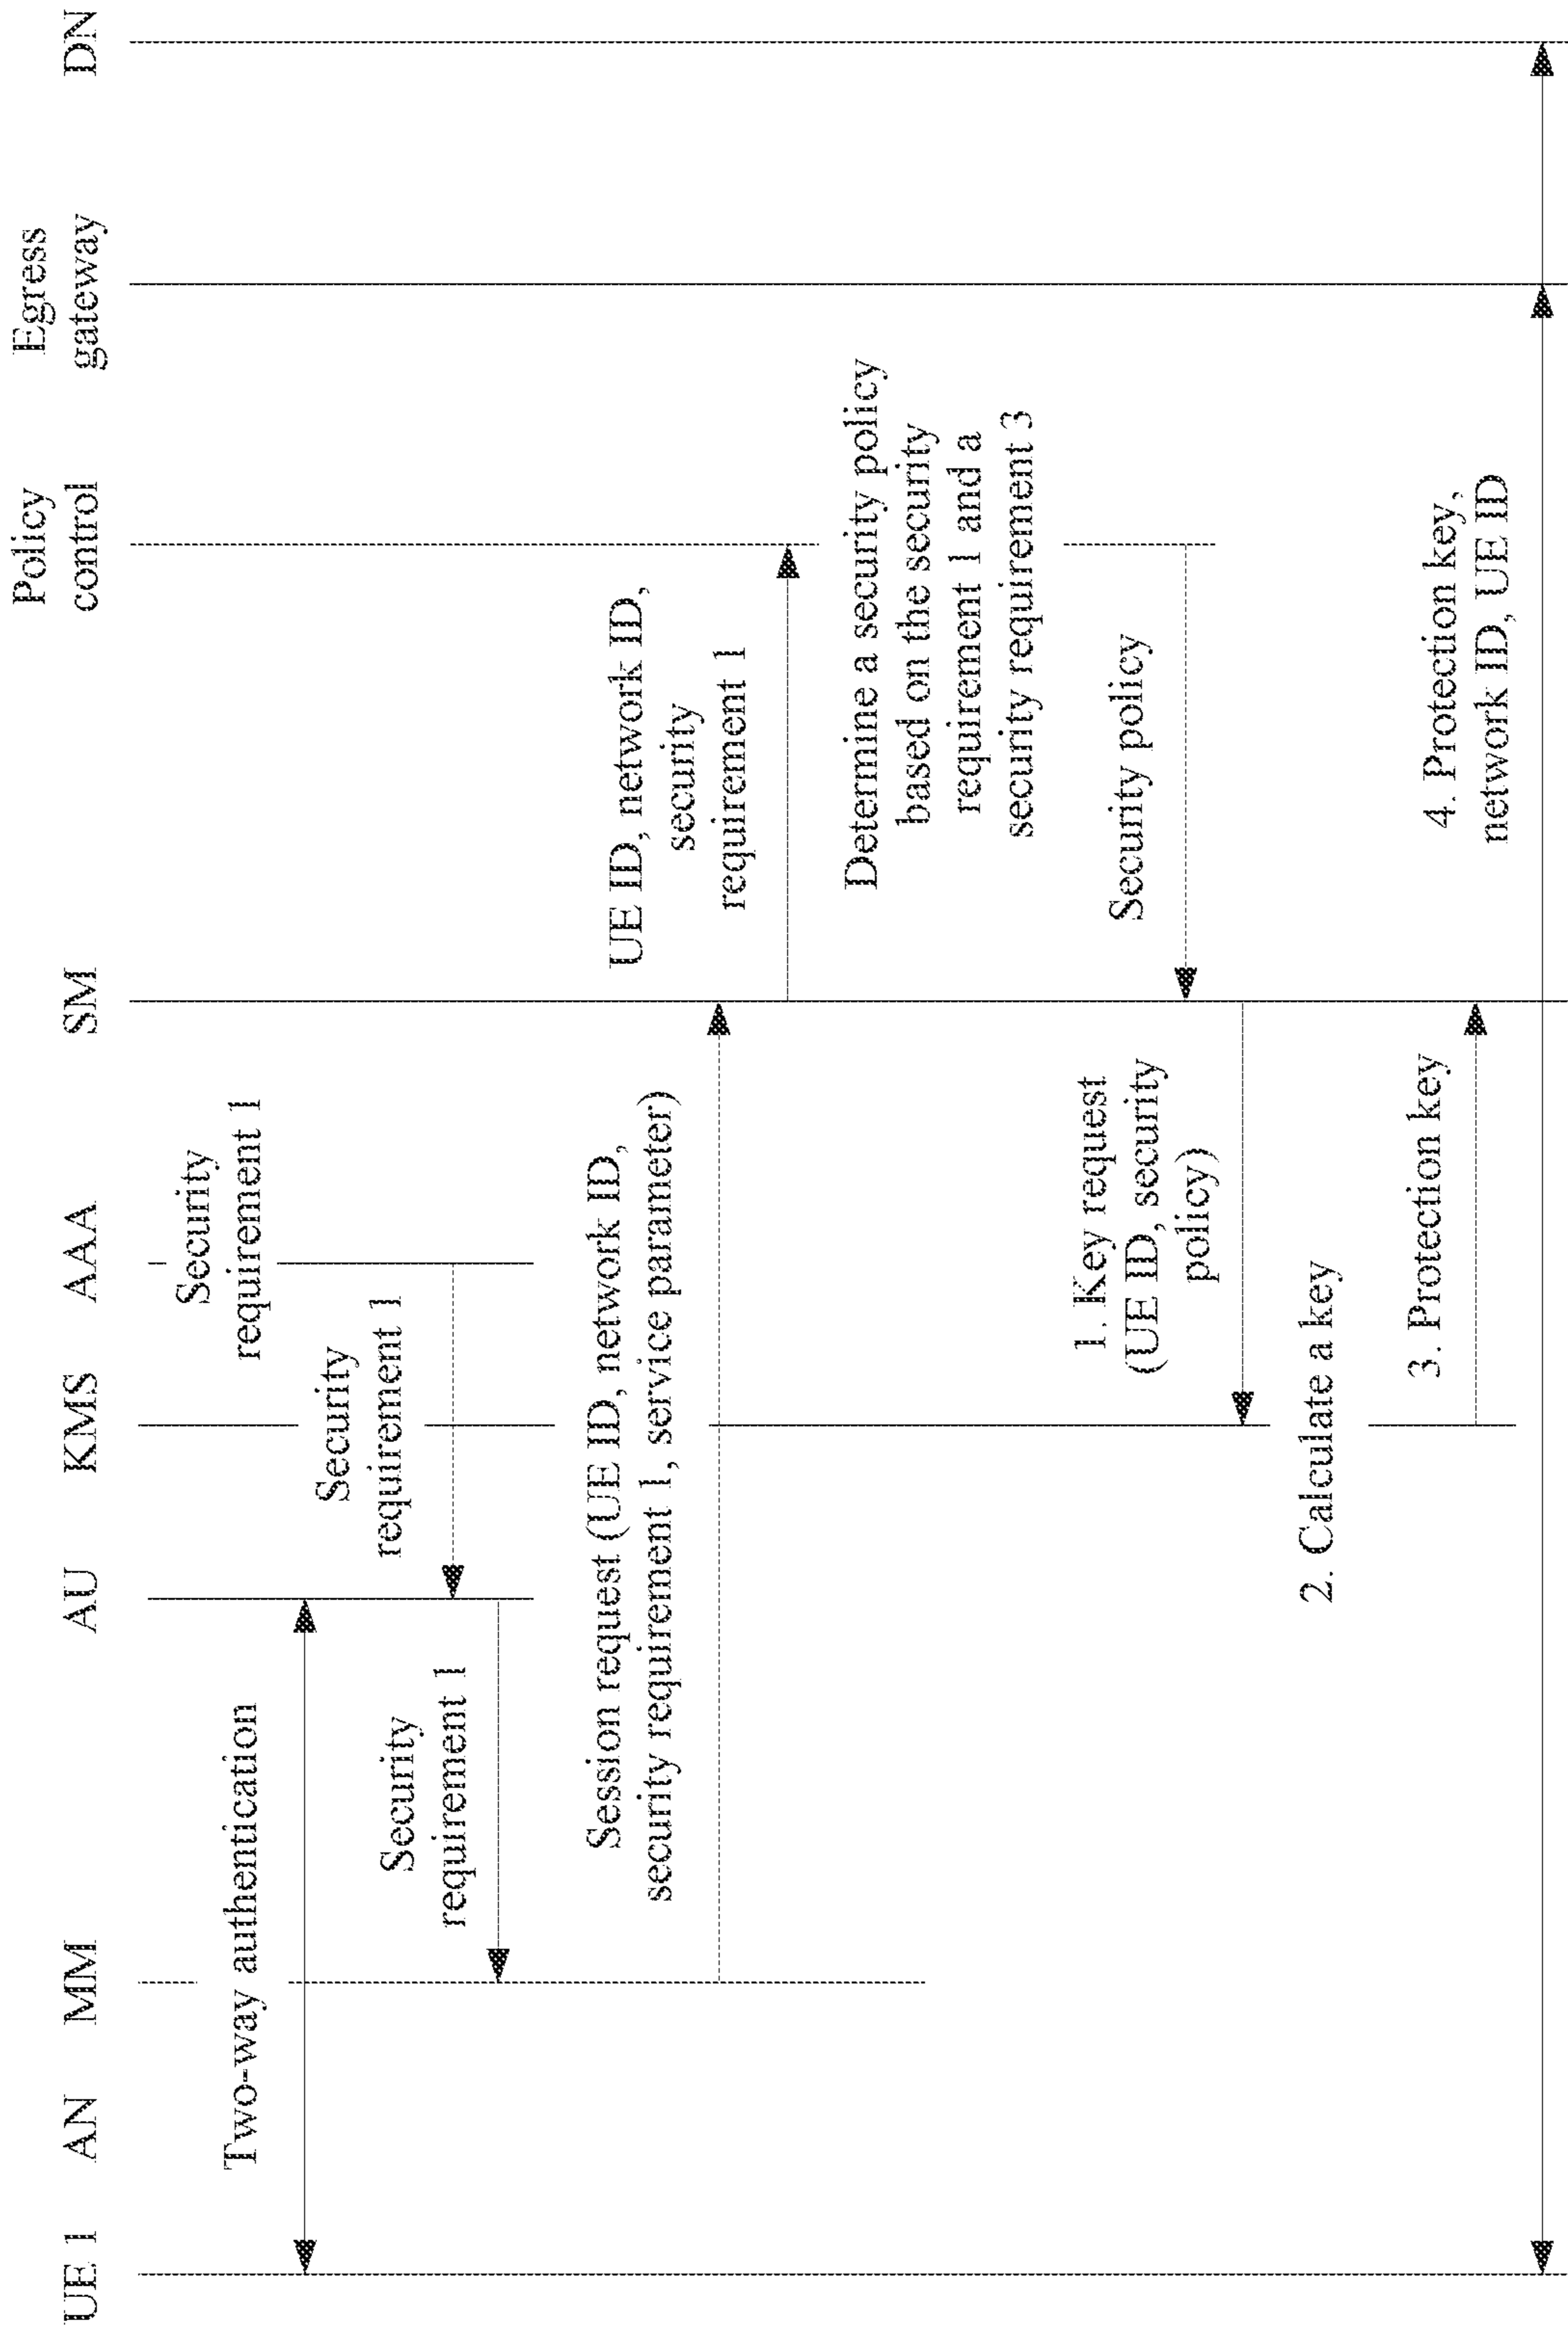 UE 1
AN
MM
AU
KMS
AAA
SM
Policy
control
Egress
gateway
DN
Security
requirement 1
Two-way authentication
Security
requirement 1
Security
requirement 1
Session request (UE ID, network ID,
security requirement 1, service parameter)
UE ID, network ID,
security
requirement 1
Determine a security policy
based on the security
requirement 1 and a
security requirement 3
Security policy
1. Key request
(UE ID, security
policy)
2. Calculate a key
3. Protection key
4. Protection key,
network ID, UE ID